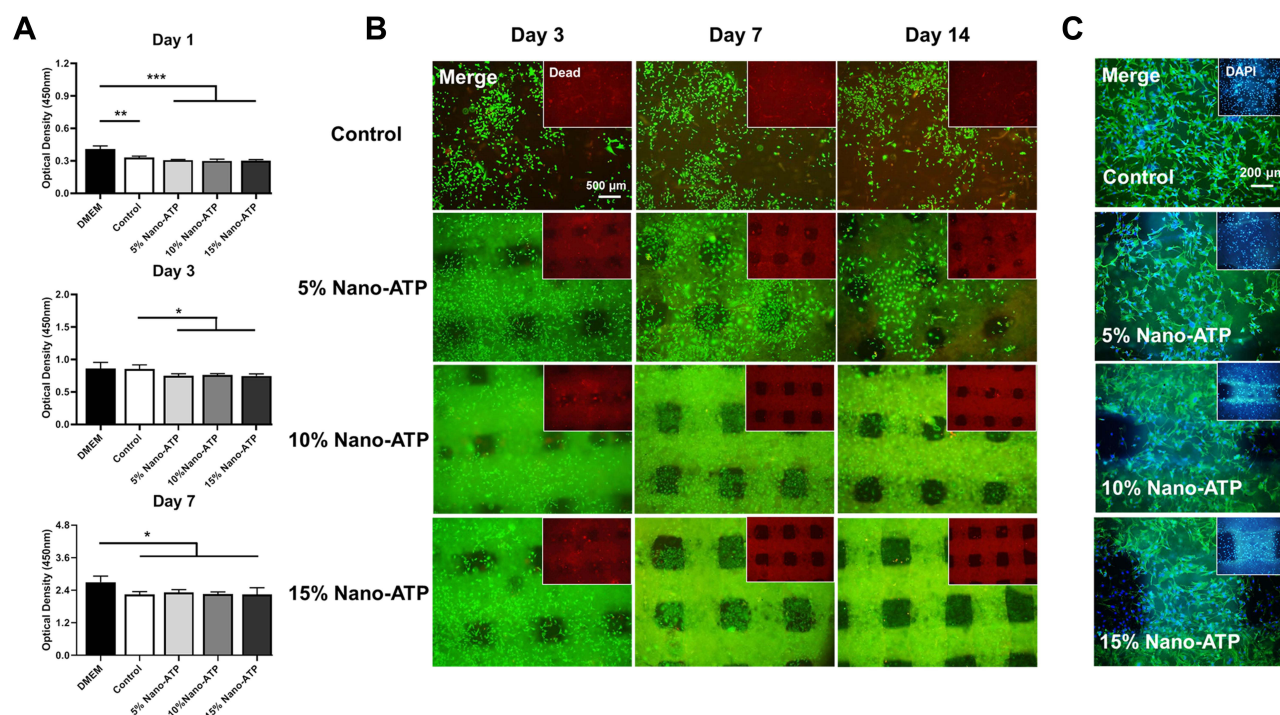 A
Day 1
Optical Density (450nm)
1.2
0.9
0.6
0.3
0.0
***
**
DMEM
Control
5% Nano-ATP
10% Nano-ATP
15% Nano-ATP
Day 3
Optical Density (450nm)
2.0
1.5
1.0
0.5
0.0
*
DMEM
Control
5% Nano-ATP
10%Nano-ATP
15% Nano-ATP
Day 7
Optical Density (450nm)
4.8
3.6
2.4
1.2
0.0
*
DMEM
Control
5% Nano-ATP
10%Nano-ATP
15% Nano-ATP
B
Day 3
Day 7
Day 14
Merge
Dead
500 μm
Control
5% Nano-ATP
10% Nano-ATP
15% Nano-ATP
C
Merge
DAPI
Control
200 μm
5% Nano-ATP
10% Nano-ATP
15% Nano-ATP